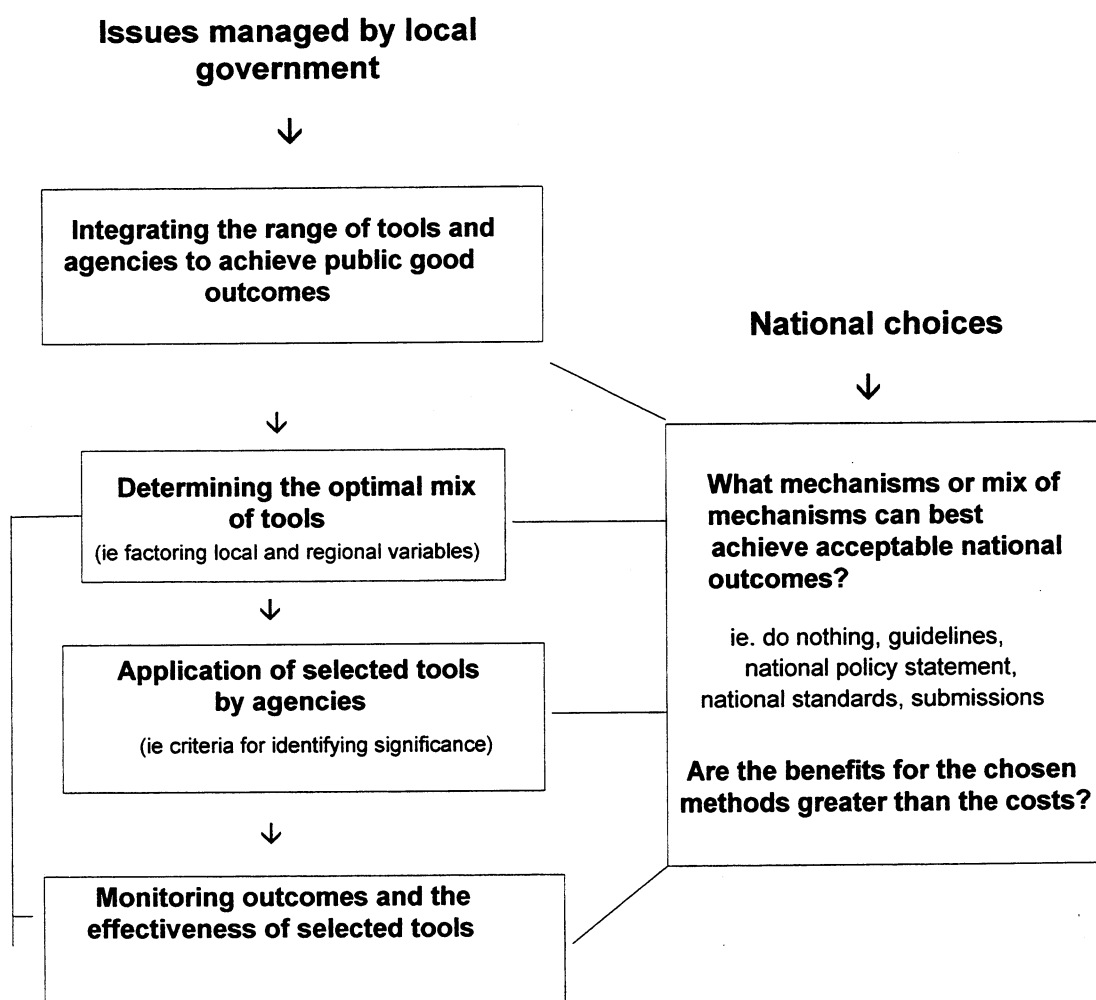 Issues managed by local
government
Integrating the range of tools and
agencies to achieve public good
outcomes
National choices
Determining the optimal mix
of tools
(ie factoring local and regional variables)
What mechanisms or mix of
mechanisms can best
achieve acceptable national
outcomes?
ie. do nothing, guidelines,
national policy statement,
national standards, submissions
Are the benefits for the chosen
methods greater than the costs?
Application of selected tools
by agencies
(ie criteria for identifying significance)
Monitoring outcomes and the
effectiveness of selected tools